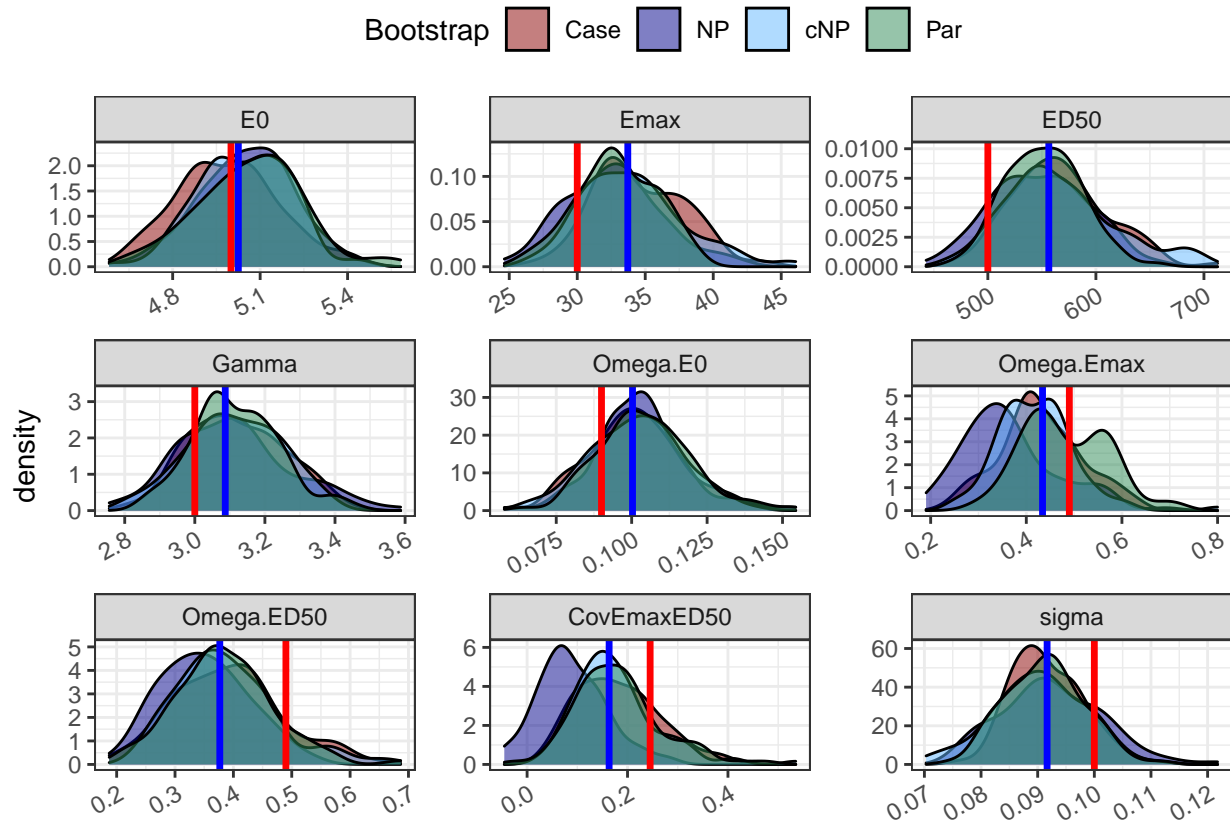 Bootstrap Case NP cNP Par
E0 Emax ED50
2.0 1.5 1.0 0.5 0.0
4.8 5.1 5.4
0.10 0.05 0.00
25 30 35 40 45
0.0100 0.0075 0.0050 0.0025 0.0000
500 600 700
density
Gamma Omega.E0 Omega.Emax
3 2 1 0
2.8 3.0 3.2 3.4 3.6
30 20 10 0
0.075 0.100 0.125 0.150
5 4 3 2 1 0
0.2 0.4 0.6 0.8
Omega.ED50 CovEmaxED50 sigma
5 4 3 2 1 0
0.2 0.3 0.4 0.5 0.6 0.7
6 4 2 0
0.0 0.2 0.4
60 40 20 0
0.07 0.08 0.09 0.10 0.11 0.12